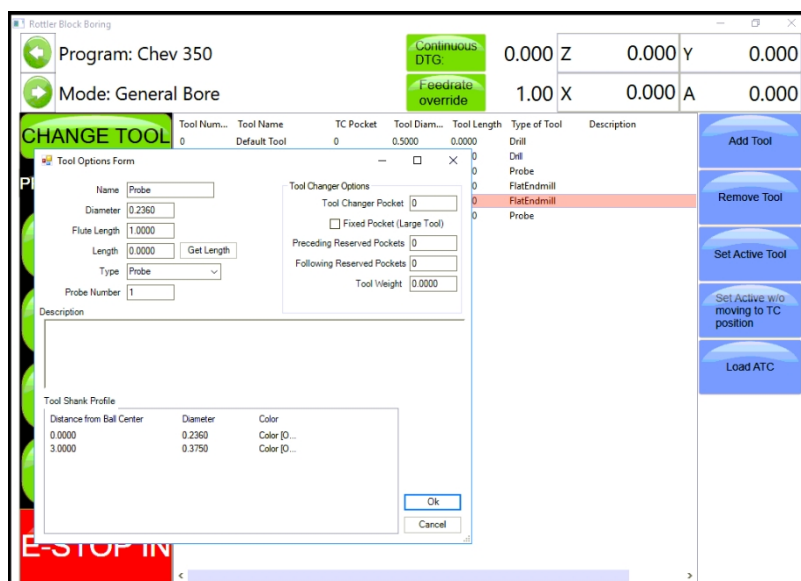 Rottler Block Boring
Program: Chev 350
Continuous DTG: 0.000 Z 0.000 Y 0.000
Mode: General Bore
Feedrate override 1.00 X 0.000 A 0.000
CHANGE TOOL
Tool Num... Tool Name TC Pocket Tool Diam... Tool Length Type of Tool Description
0 Default Tool 0 0.5000 0.0000 Drill
0 Drill
0 Probe
0 FlatEndmill
0 FlatEndmill
0 Probe
Add Tool
Remove Tool
Set Active Tool
Set Active w/o
moving to TC
position
Load ATC
Tool Options Form
Name Probe
Diameter 0.2360
Flute Length 1.0000
Length 0.0000 Get Length
Type Probe
Probe Number 1
Tool Changer Options
Tool Changer Pocket 0
Fixed Pocket (Large Tool)
Preceding Reserved Pockets 0
Following Reserved Pockets 0
Tool Weight 0.0000
Description
Tool Shank Profile
Distance from Ball Center Diameter Color
0.0000 0.2360 Color [O...
3.0000 0.3750 Color [O...
Ok
Cancel
E-STOP IN